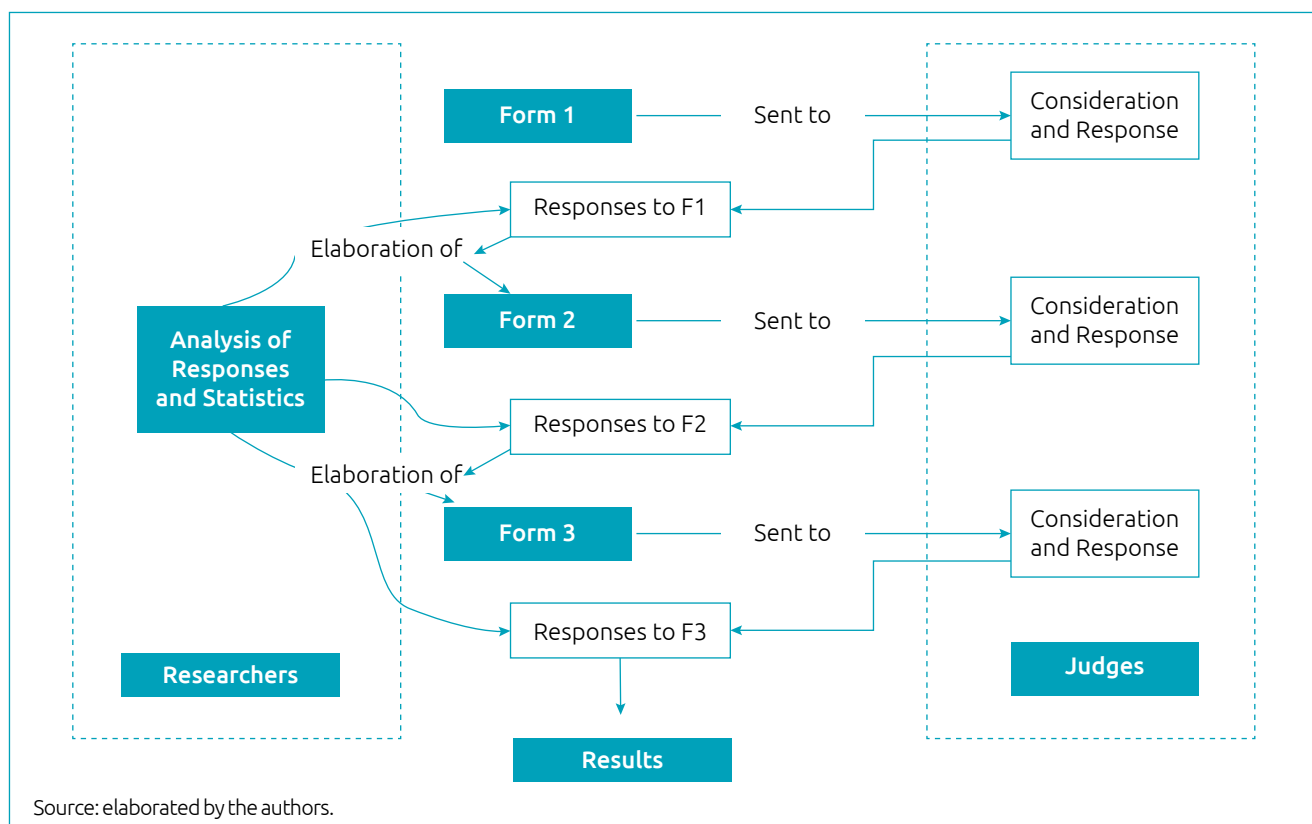 Form 1
Sent to
Consideration
and Response
Responses to F1
Elaboration of
Form 2
Sent to
Consideration
and Response
Analysis of
Responses
and Statistics
Responses to F2
Elaboration of
Form 3
Sent to
Consideration
and Response
Responses to F3
Researchers
Judges
Results
Source: elaborated by the authors.